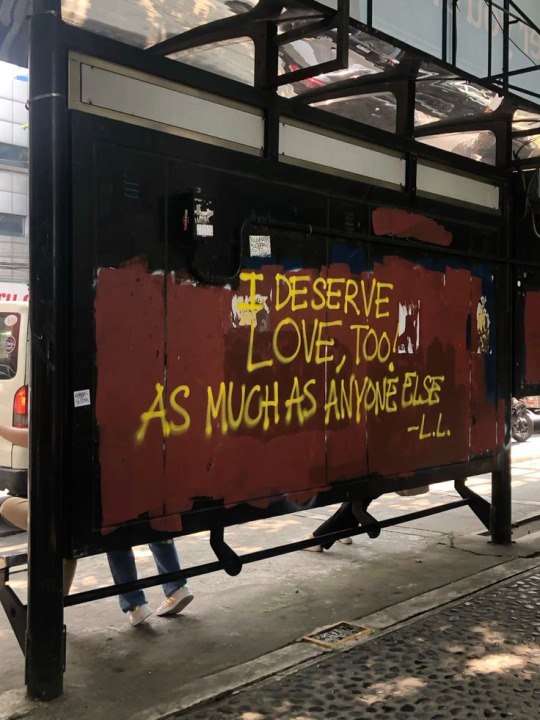 I DESERVE
LOVE, TOO!
AS MUCH AS ANYONE ELSE
-L.L.